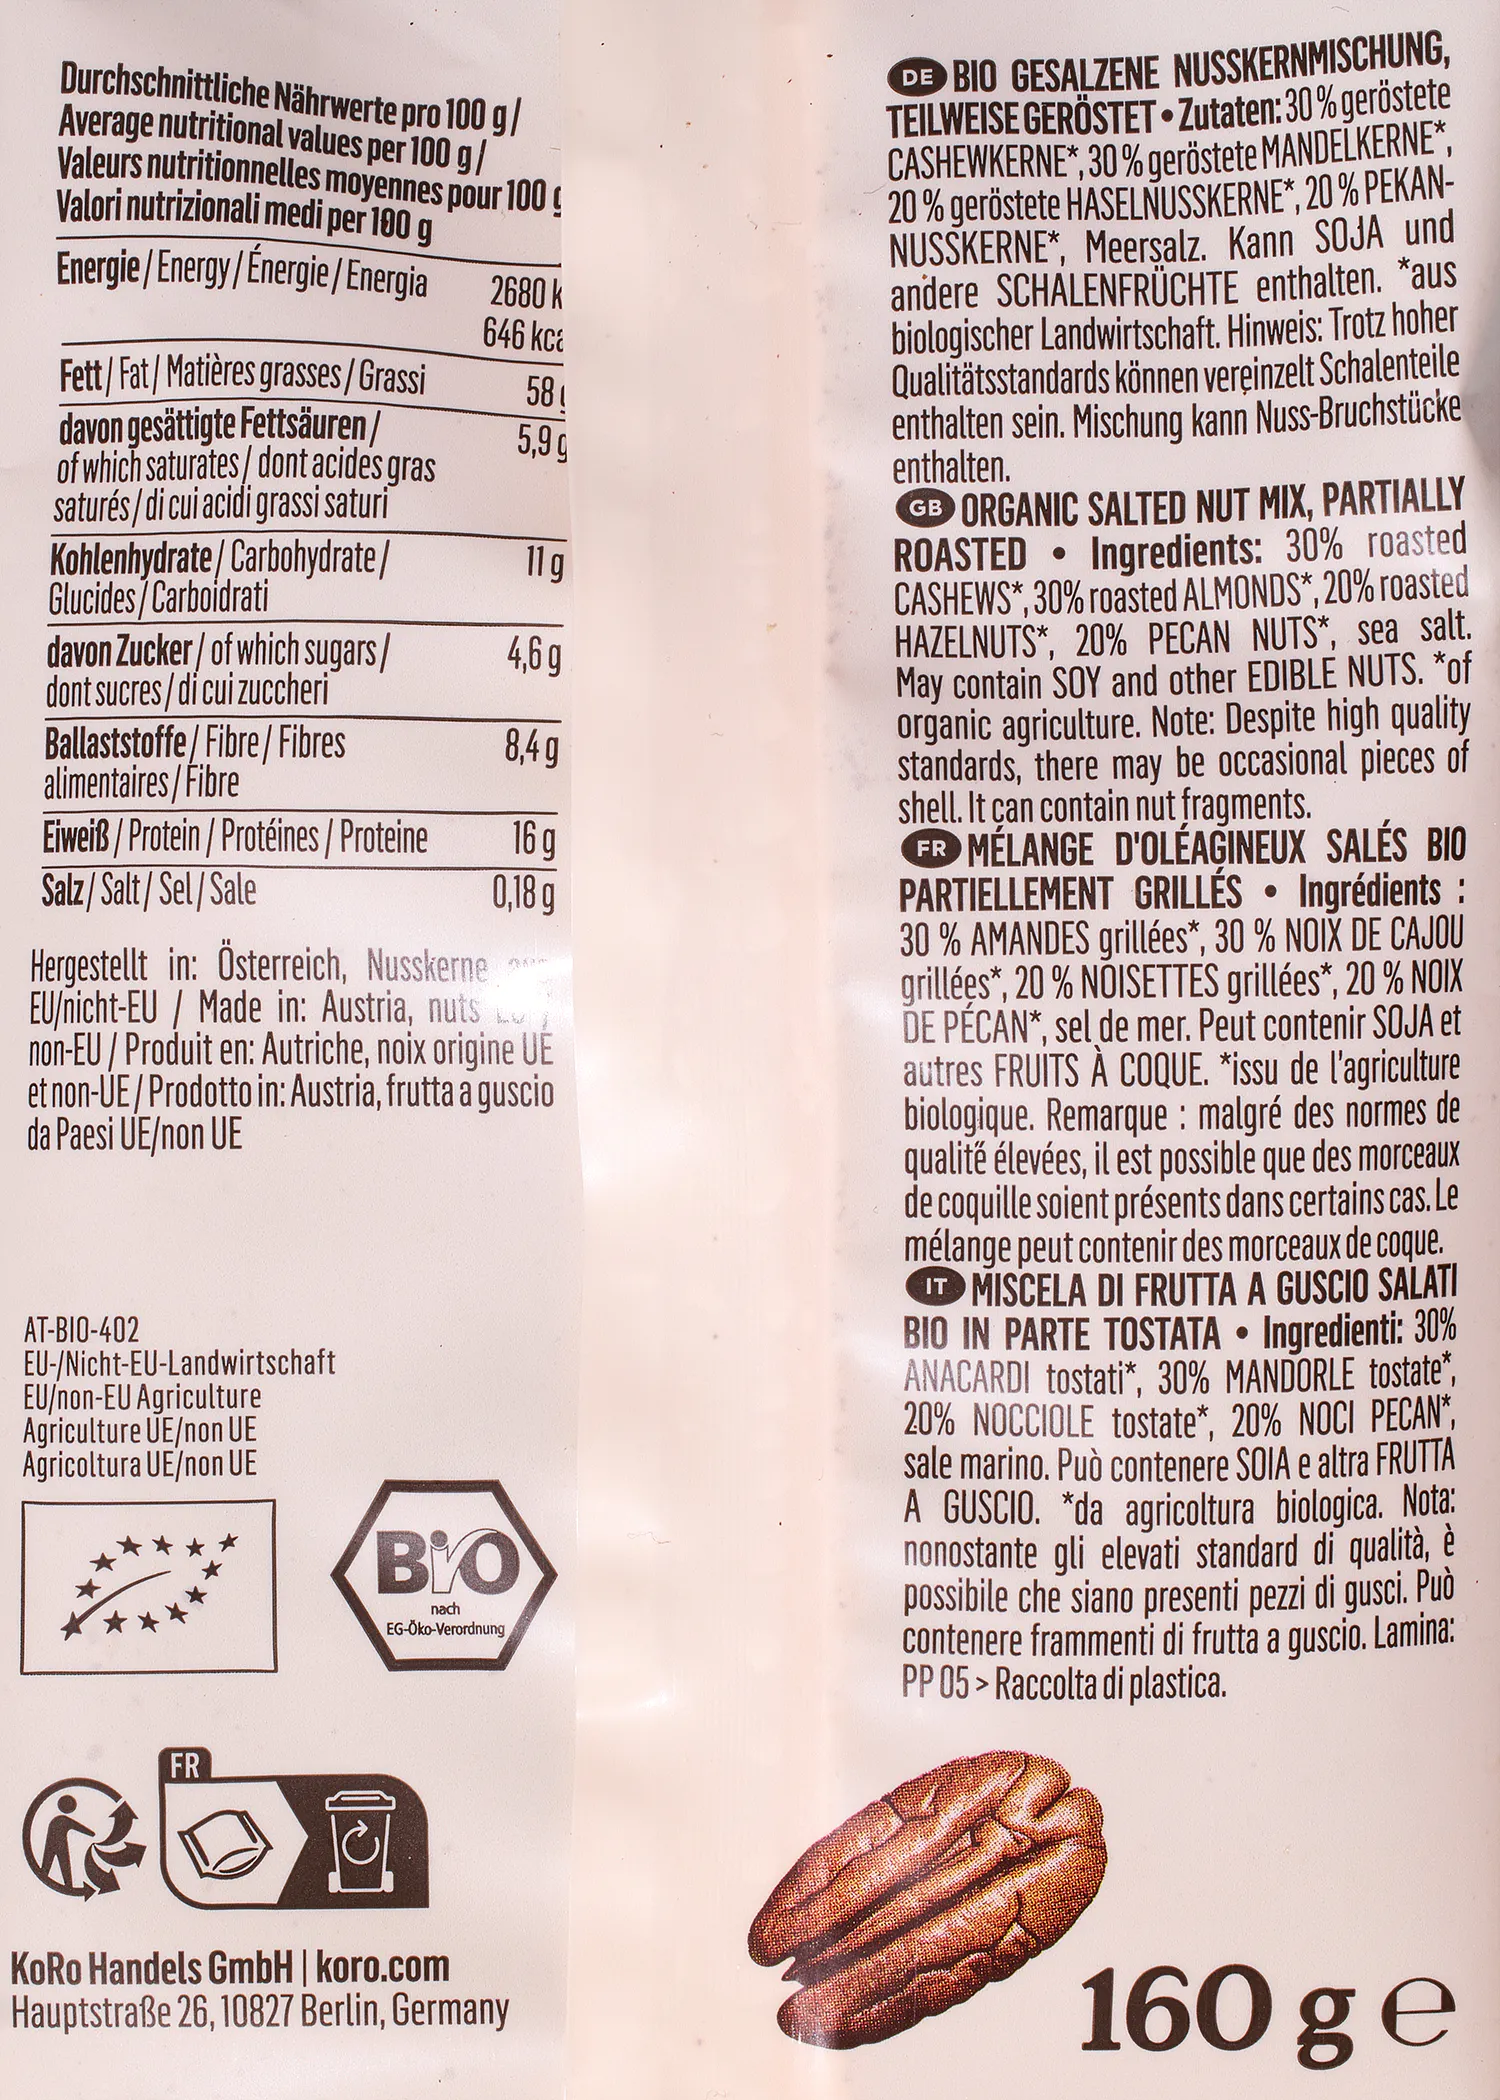 Durchschnittliche Nährwerte pro 100 g/
Average nutritional values per 100 g/
Valeurs nutritionnelles moyennes pour 100
Valori nutrizionali medi per 100 g
Energie/Energy/Énergie/Energia 2680 k
646 kca
Fett/Fat/Matières grasses/Grassi 58
davon gesättigte Fettsäuren/ 5,9 g
of which saturates/dont acides gras
saturés/di cui acidi grassi saturi
Kohlenhydrate/Carbohydrate/ 11 g
Glucides/Carboidrati
davon Zucker/of which sugars/ 4,6 g
dont sucres/di cui zuccheri
Ballaststoffe/Fibre/Fibres 8,4 g
alimentaires/Fibre
Eiweiß/Protein/Protéines/Proteine 16 g
Salz/Salt/Sel/Sale 0,18 g
Hergestellt in: Österreich, Nusskerne
EU/nicht-EU / Made in: Austria, nuts
non-EU / Produit en: Autriche, noix origine UE
et non-UE/Prodotto in: Austria, frutta a guscio
da Paesi UE/non UE
AT-BIO-402
EU-/Nicht-EU-Landwirtschaft
EU/non-EU Agriculture
Agriculture UE/non UE
Agricoltura UE/non UE
BiO
nach
EG-Öko-Verordnung
FR
KoRo Handels GmbH | koro.com
Hauptstraße 26, 10827 Berlin, Germany
DE BIO GESALZENE NUSSKERNMISCHUNG,
TEILWEISE GERÖSTET • Zutaten: 30 % geröstete
CASHEWKERNE*, 30 % geröstete MANDELKERNE*,
20 % geröstete HASELNUSSKERNE*, 20 % PEKAN-
NUSSKERNE*, Meersalz. Kann SOJA und
andere SCHALENFRÜCHTE enthalten. *aus
biologischer Landwirtschaft. Hinweis: Trotz hoher
Qualitätsstandards können vereinzelt Schalenteile
enthalten sein. Mischung kann Nuss-Bruchstücke
enthalten.
GB ORGANIC SALTED NUT MIX, PARTIALLY
ROASTED • Ingredients: 30% roasted
CASHEWS*, 30% roasted ALMONDS*, 20% roasted
HAZELNUTS*, 20% PECAN NUTS*, sea salt.
May contain SOY and other EDIBLE NUTS. *of
organic agriculture. Note: Despite high quality
standards, there may be occasional pieces of
shell. It can contain nut fragments.
FR MÉLANGE D'OLÉAGINEUX SALÉS BIO
PARTIELLEMENT GRILLÉS • Ingrédients :
30 % AMANDES grillées*, 30 % NOIX DE CAJOU
grillées*, 20 % NOISETTES grillées*, 20 % NOIX
DE PÉCAN*, sel de mer. Peut contenir SOJA et
autres FRUITS À COQUE. *issu de l'agriculture
biologique. Remarque : malgré des normes de
qualité élevées, il est possible que des morceaux
de coquille soient présents dans certains cas. Le
mélange peut contenir des morceaux de coque.
IT MISCELA DI FRUTTA A GUSCIO SALATI
BIO IN PARTE TOSTATA • Ingredienti: 30%
ANACARDI tostati*, 30% MANDORLE tostate*,
20% NOCCIOLE tostate*, 20% NOCI PECAN*,
sale marino. Può contenere SOIA e altra FRUTTA
A GUSCIO. *da agricoltura biologica. Nota:
nonostante gli elevati standard di qualità, è
possibile che siano presenti pezzi di gusci. Può
contenere frammenti di frutta a guscio. Lamina:
PP 05 > Raccolta di plastica.
160 g e